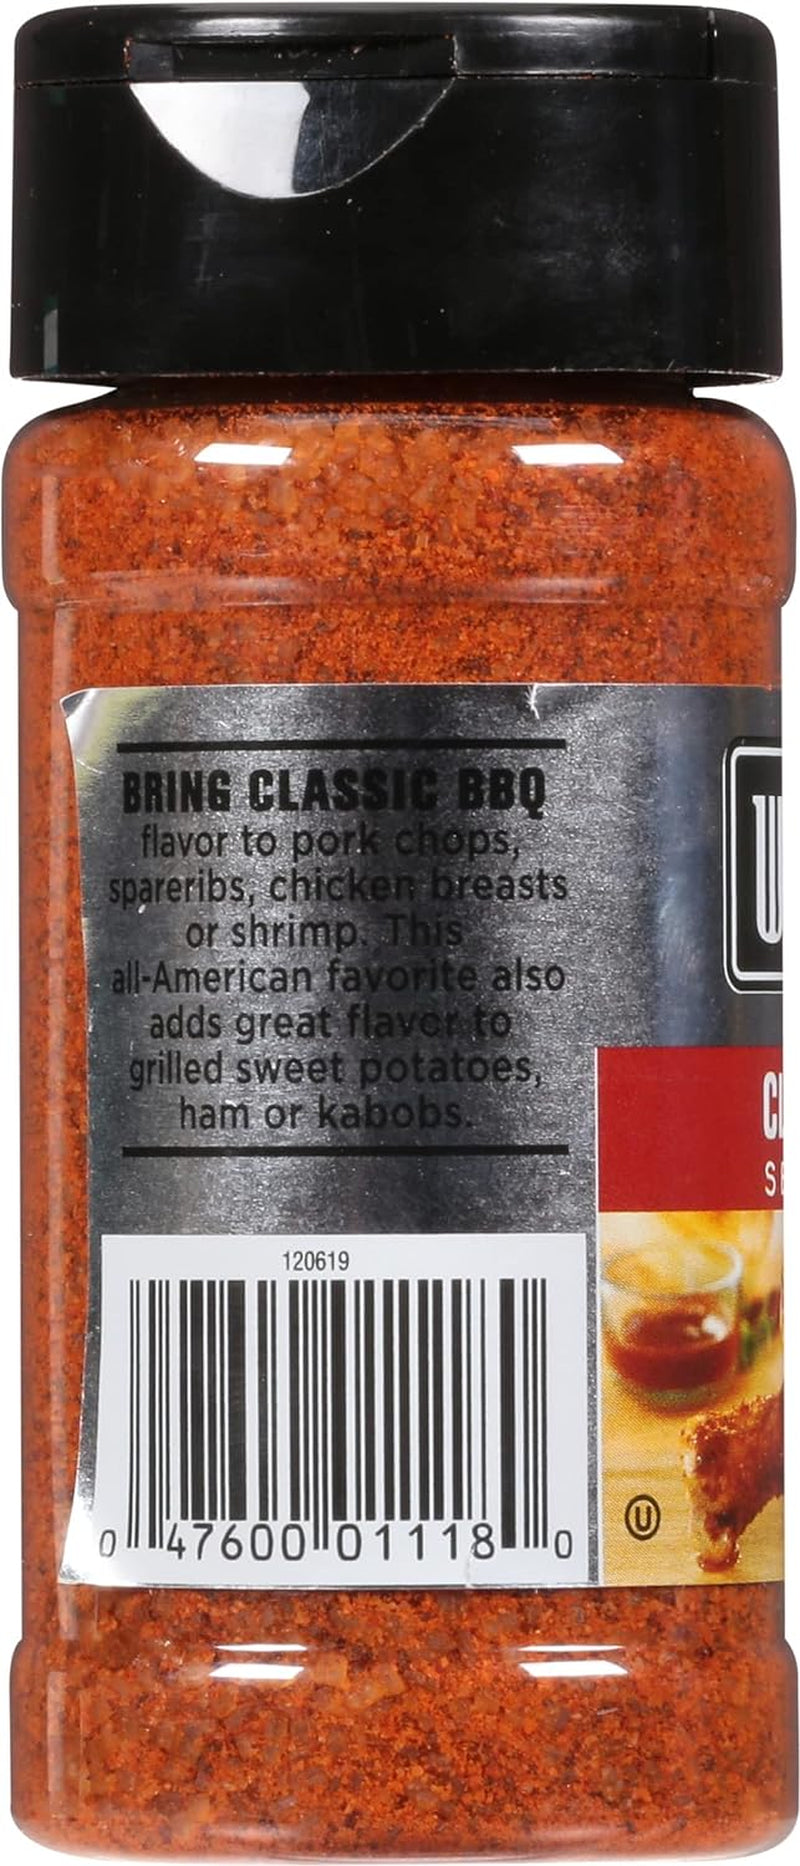 BRING CLASSIC BBQ
flavor to pork chops,
spareribs, chicken breasts
or shrimp. This
all-American favorite also
adds great flavor to
grilled sweet potatoes,
ham or kabobs.
120619
0 47600 01118 0
U